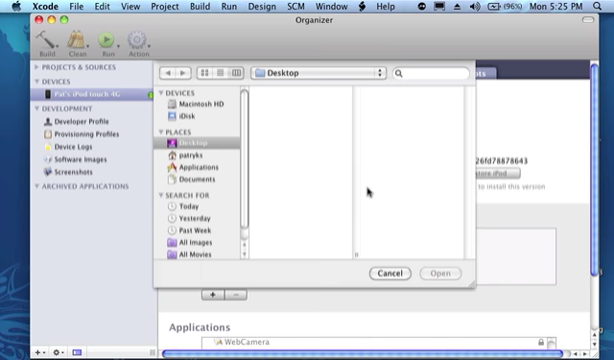 Xcode File Edit View Project Build Run Design SCM Window Help (96%) Mon 5:25 PM
Organizer
Build Clean Run Action
PROJECTS & SOURCES
DEVICES
Pat's iPod touch 4G
DEVELOPMENT
Developer Profile
Provisioning Profiles
Device Logs
Software Images
Screenshots
ARCHIVED APPLICATIONS
Desktop
DEVICES
Macintosh HD
iDisk
PLACES
Desktop
patryks
Applications
Documents
SEARCH FOR
Today
Yesterday
Past Week
All Images
All Movies
Cancel Open
26fd78878643
store iPod
to install this version
+ −
Applications
WebCamera